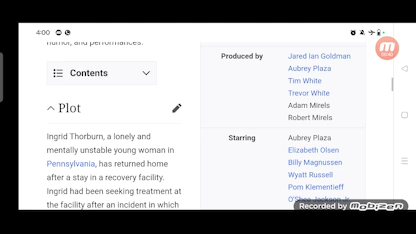 4:00
humor, and performances.
Contents
Plot
Ingrid Thorburn, a lonely and
mentally unstable young woman in
Pennsylvania, has returned home
after a stay in a recovery facility.
Ingrid had been seeking treatment at
the facility after an incident in which
Produced by
Jared Ian Goldman
Aubrey Plaza
Tim White
Trevor White
Adam Mirels
Robert Mirels
Starring
Aubrey Plaza
Elizabeth Olsen
Billy Magnussen
Wyatt Russell
Pom Klementieff
O'Shea Jackson Jr.
Recorded by mobizen